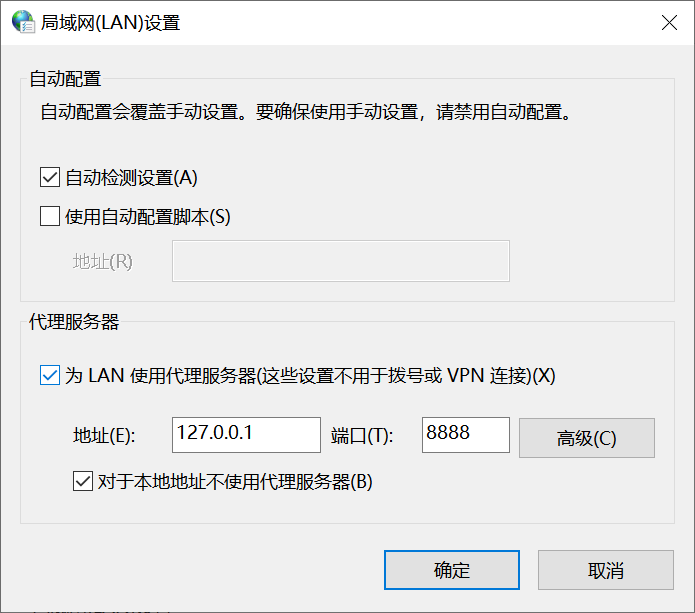 局域网(LAN)设置
自动配置
自动配置会覆盖手动设置。要确保使用手动设置，请禁用自动配置。
自动检测设置(A)
使用自动配置脚本(S)
地址(R)
代理服务器
为 LAN 使用代理服务器(这些设置不用于拨号或 VPN 连接)(X)
地址(E): 127.0.0.1 端口(T): 8888 高级(C)
对于本地地址不使用代理服务器(B)
确定 取消